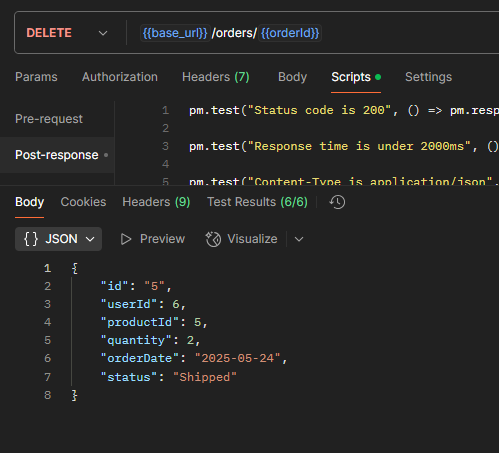 DELETE {{base_url}} /orders/ {{orderId}}
Params Authorization Headers (7) Body Scripts Settings
Pre-request
Post-response
1 pm.test("Status code is 200", () => pm.resp
2
3 pm.test("Response time is under 2000ms", ()
4
5 pm.test("Content-Type is application/json",
Body Cookies Headers (9) Test Results (6/6)
{} JSON Preview Visualize
1 {
2 "id": "5",
3 "userId": 6,
4 "productId": 5,
5 "quantity": 2,
6 "orderDate": "2025-05-24",
7 "status": "Shipped"
8 }